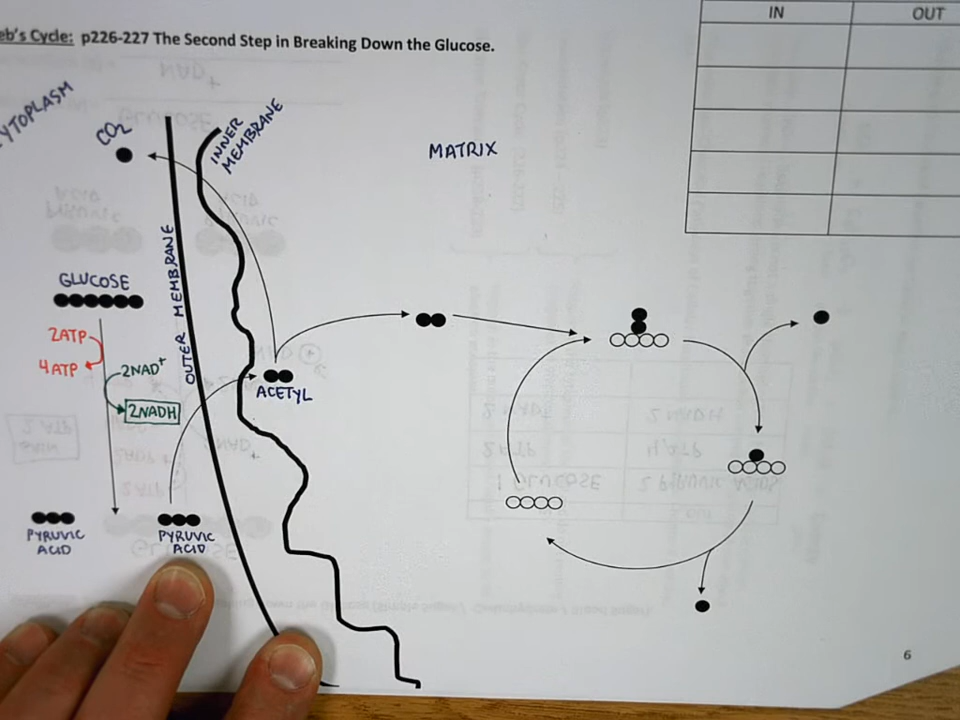 eb's Cycle: p226-227 The Second Step in Breaking Down the Glucose.
IN OUT
YTOPLASM
CO2
INNER
MEMBRANE
MATRIX
OUTER MEMBRANE
GLUCOSE
2ATP
4ATP
2NAD+
2NADH
ACETYL
PYRUVIC
ACID
PYRUVIC
ACID
6